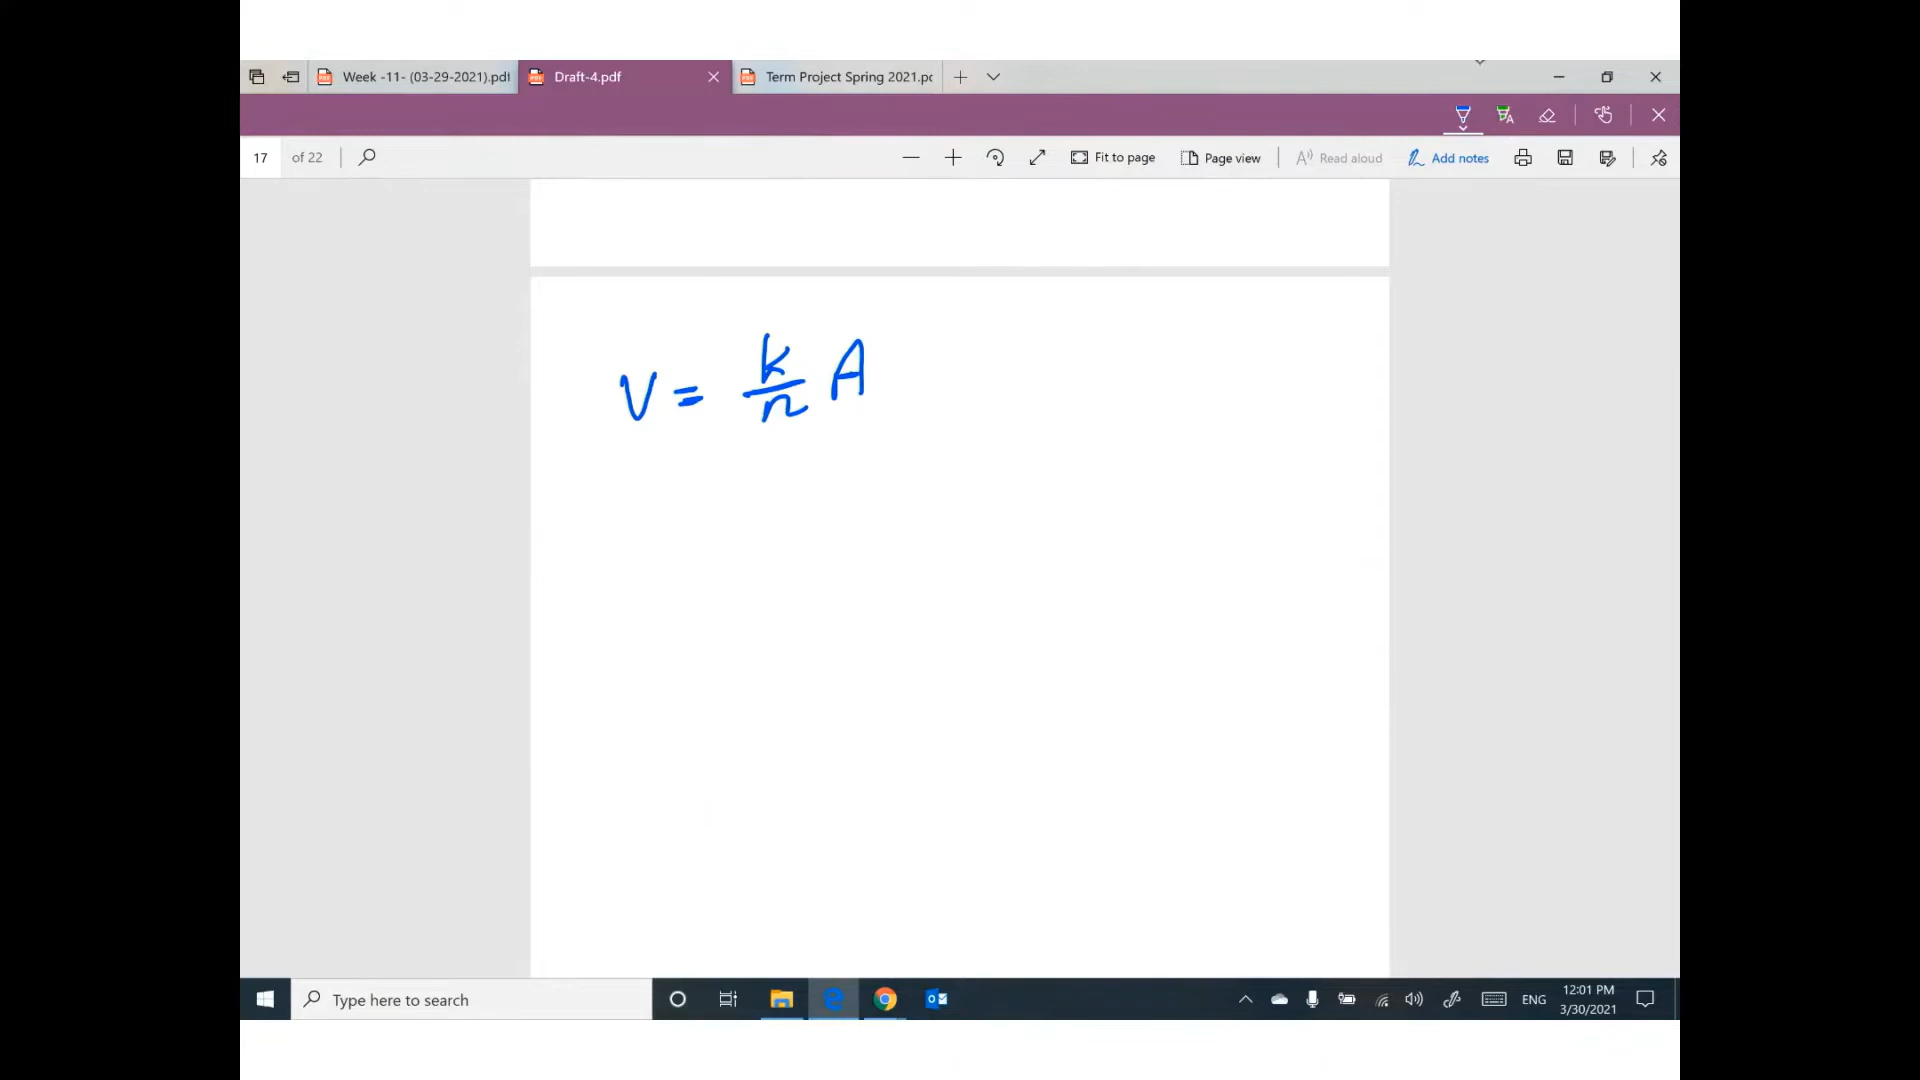 Week -11- (03-29-2021).pdf
Draft-4.pdf
Term Project Spring 2021.pc
17 of 22
Fit to page
Page view
Read aloud
Add notes
V = k/n A
Type here to search
ENG
12:01 PM
3/30/2021